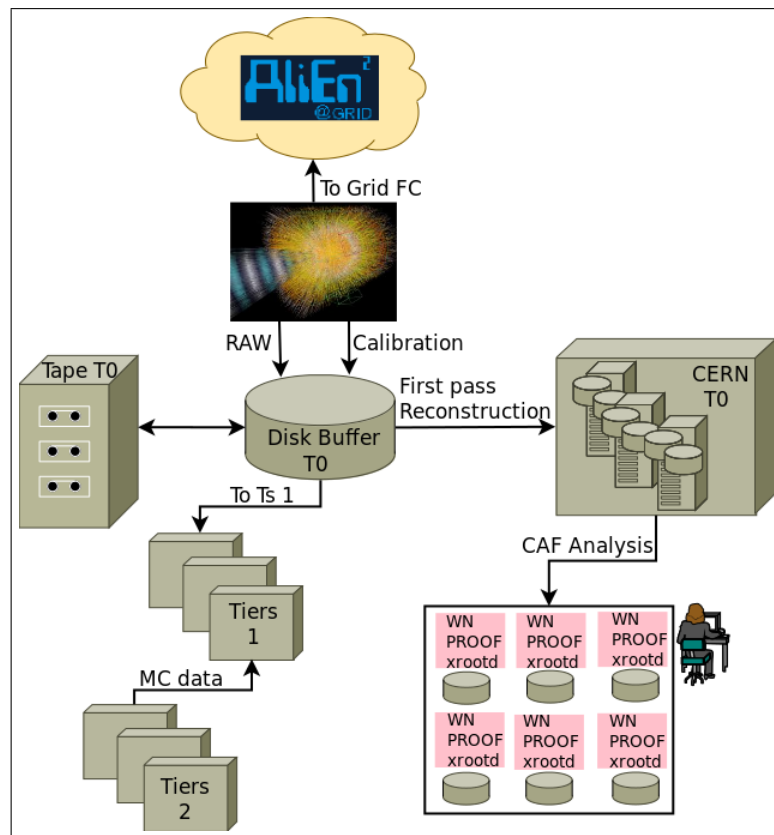 AliEn²
@GRID
To Grid FC
RAW
Calibration
Tape T0
Disk Buffer
T0
First pass
Reconstruction
CERN
T0
To Ts 1
Tiers
1
MC data
Tiers
2
CAF Analysis
WN
PROOF
xrootd
WN
PROOF
xrootd
WN
PROOF
xrootd
WN
PROOF
xrootd
WN
PROOF
xrootd
WN
PROOF
xrootd